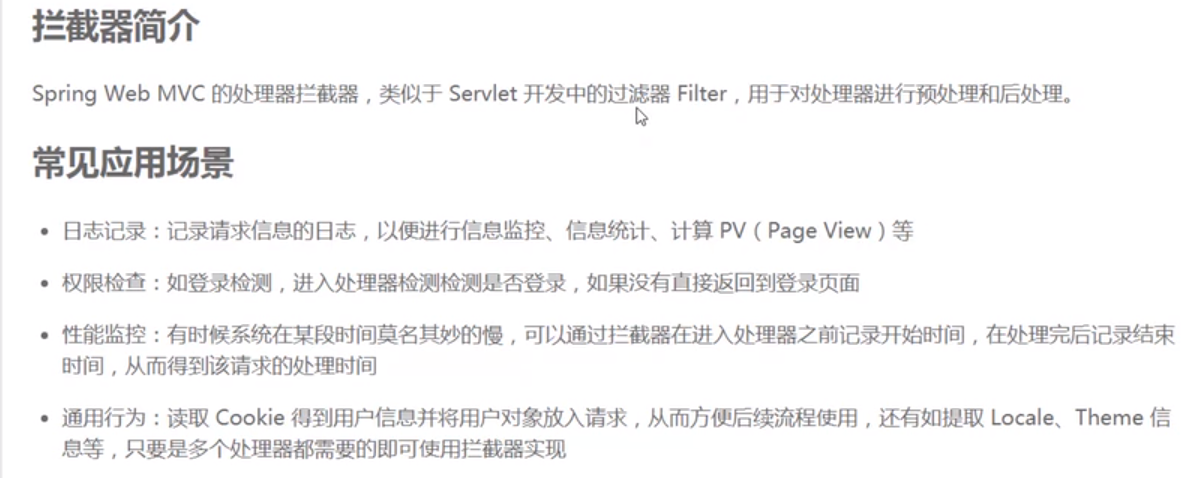 拦截器简介
Spring Web MVC 的处理器拦截器，类似于 Servlet 开发中的过滤器 Filter，用于对处理器进行预处理和后处理。
常见应用场景
• 日志记录：记录请求信息的日志，以便进行信息监控、信息统计、计算 PV（Page View）等
• 权限检查：如登录检测，进入处理器检测检测是否登录，如果没有直接返回到登录页面
• 性能监控：有时候系统在某段时间莫名其妙的慢，可以通过拦截器在进入处理器之前记录开始时间，在处理完后记录结束
时间，从而得到该请求的处理时间
• 通用行为：读取 Cookie 得到用户信息并将用户对象放入请求，从而方便后续流程使用，还有如提取 Locale、Theme 信
息等，只要是多个处理器都需要的即可使用拦截器实现